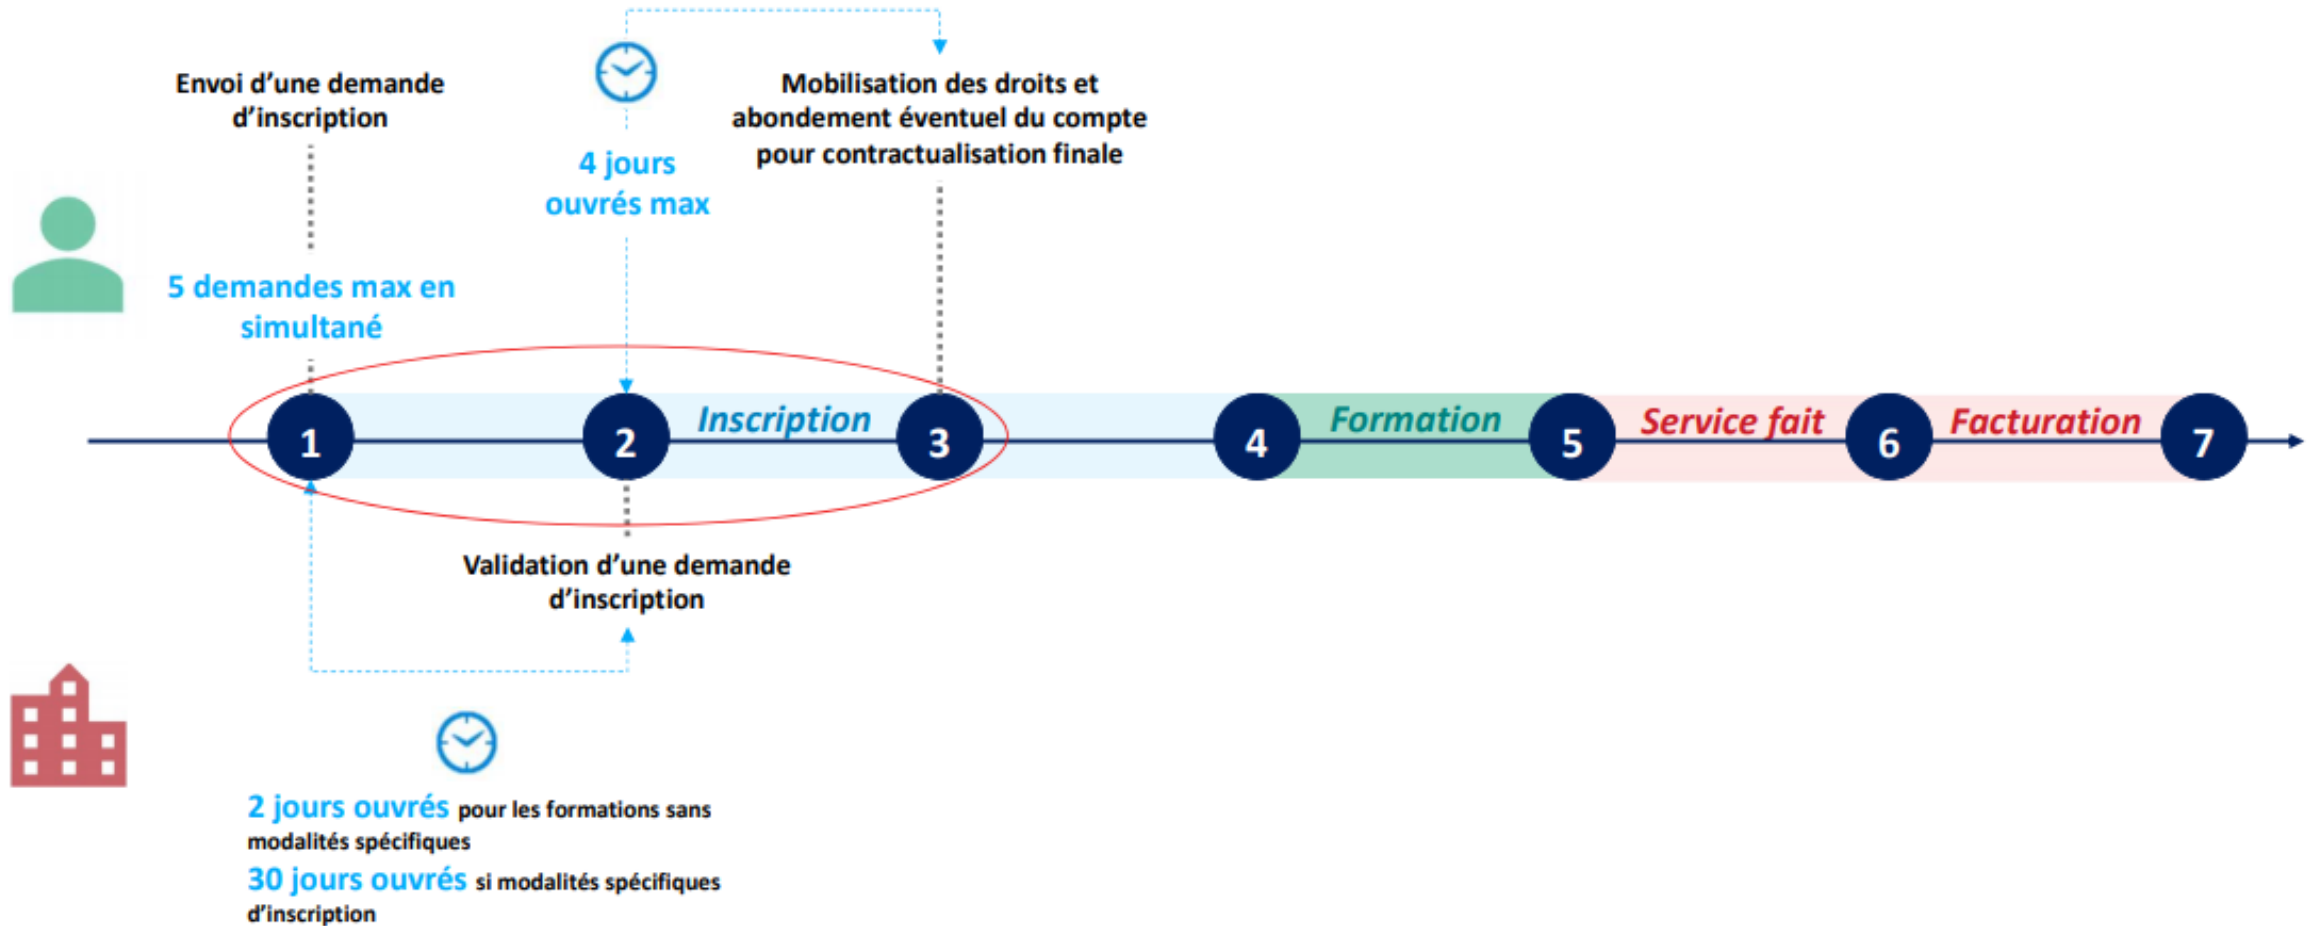 Envoi d’une demande
d’inscription
5 demandes max en
simultané
4 jours
ouvrés max
Mobilisation des droits et
abondement éventuel du compte
pour contractualisation finale
1
2
Inscription
3
4
Formation
5
Service fait
6
Facturation
7
Validation d’une demande
d’inscription
2 jours ouvrés pour les formations sans
modalités spécifiques
30 jours ouvrés si modalités spécifiques
d’inscription